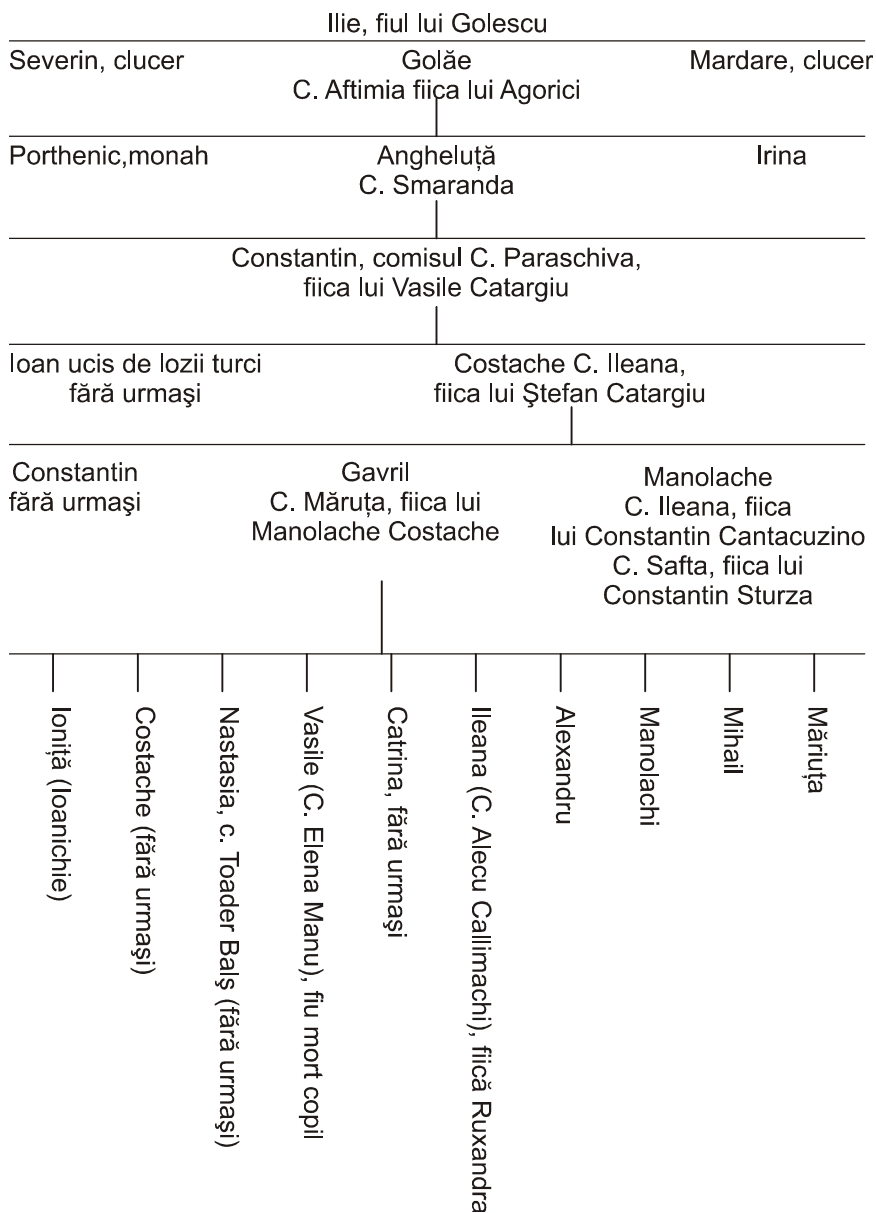 Ilie, fiul lui Golescu
Severin, clucer
Golăe
C. Aftimia fiica lui Agorici
Mardare, clucer
Porthenic,monah
Angheluţă
C. Smaranda
Irina
Constantin, comisul C. Paraschiva,
fiica lui Vasile Catargiu
Ioan ucis de lozii turci
fără urmaşi
Costache C. Ileana,
fiica lui Ştefan Catargiu
Constantin
fără urmaşi
Gavril
C. Măruţa, fiica lui
Manolache Costache
Manolache
C. Ileana, fiica
lui Constantin Cantacuzino
C. Safta, fiica lui
Constantin Sturza
Ioniţă (Ioanichie)
Costache (fără urmaşi)
Nastasia, c. Toader Balş (fără urmaşi)
Vasile (C. Elena Manu), fiu mort copil
Catrina, fără urmaşi
Ileana (C. Alecu Callimachi), fiică Ruxandra
Alexandru
Manolachi
Mihail
Măriuţa